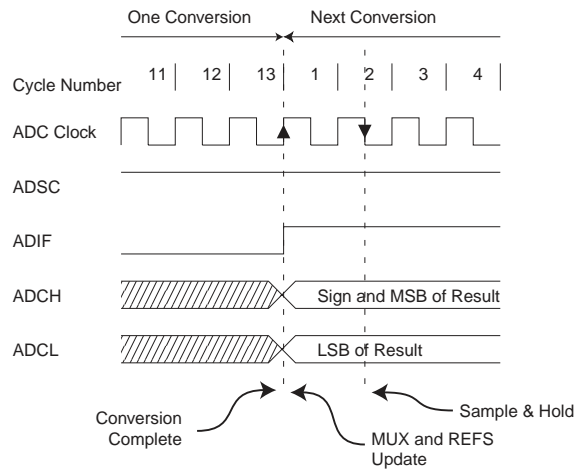 One Conversion Next Conversion
Cycle Number 11 12 13 1 2 3 4
ADC Clock
ADSC
ADIF
ADCH Sign and MSB of Result
ADCL LSB of Result
Conversion
Complete
MUX and REFS
Update
Sample & Hold